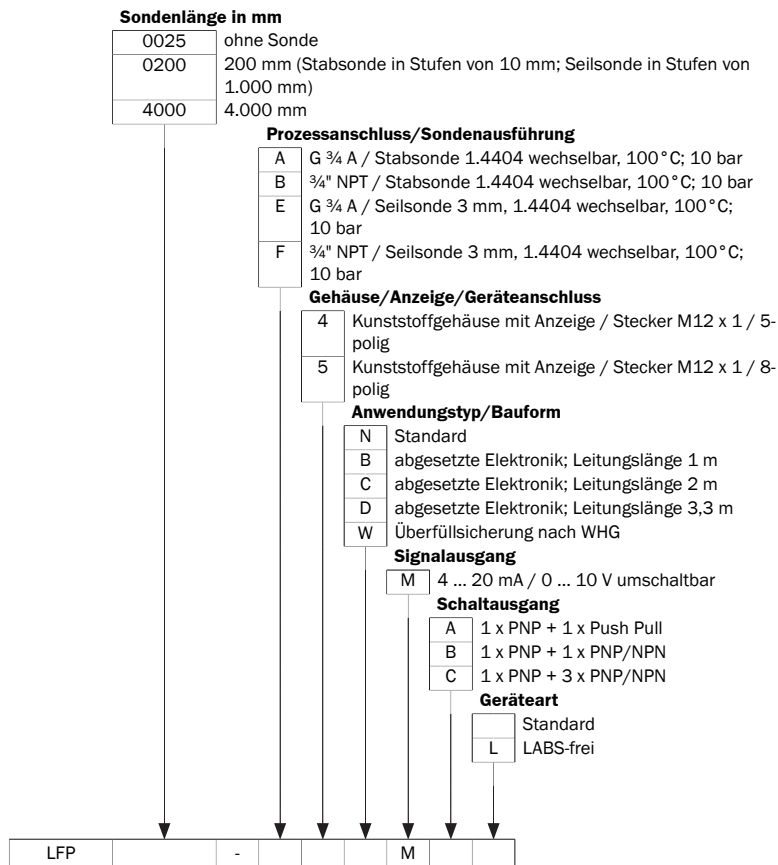 Sondenlänge in mm
0025 ohne Sonde
0200 200 mm (Stabsonde in Stufen von 10 mm; Seilsonde in Stufen von
1.000 mm)
4000 4.000 mm
Prozessanschluss/Sondenausführung
A G ¾ A / Stabsonde 1.4404 wechselbar, 100°C; 10 bar
B ¾" NPT / Stabsonde 1.4404 wechselbar, 100°C; 10 bar
E G ¾ A / Seilsonde 3 mm, 1.4404 wechselbar, 100°C;
10 bar
F ¾" NPT / Seilsonde 3 mm, 1.4404 wechselbar, 100°C;
10 bar
Gehäuse/Anzeige/Geräteanschluss
4 Kunststoffgehäuse mit Anzeige / Stecker M12 x 1 / 5-
polig
5 Kunststoffgehäuse mit Anzeige / Stecker M12 x 1 / 8-
polig
Anwendungstyp/Bauform
N Standard
B abgesetzte Elektronik; Leitungslänge 1 m
C abgesetzte Elektronik; Leitungslänge 2 m
D abgesetzte Elektronik; Leitungslänge 3,3 m
W Überfüllsicherung nach WHG
Signalausgang
M 4 ... 20 mA / 0 ... 10 V umschaltbar
Schaltausgang
A 1 x PNP + 1 x Push Pull
B 1 x PNP + 1 x PNP/NPN
C 1 x PNP + 3 x PNP/NPN
Geräteart
Standard
L LABS-frei
LFP - M